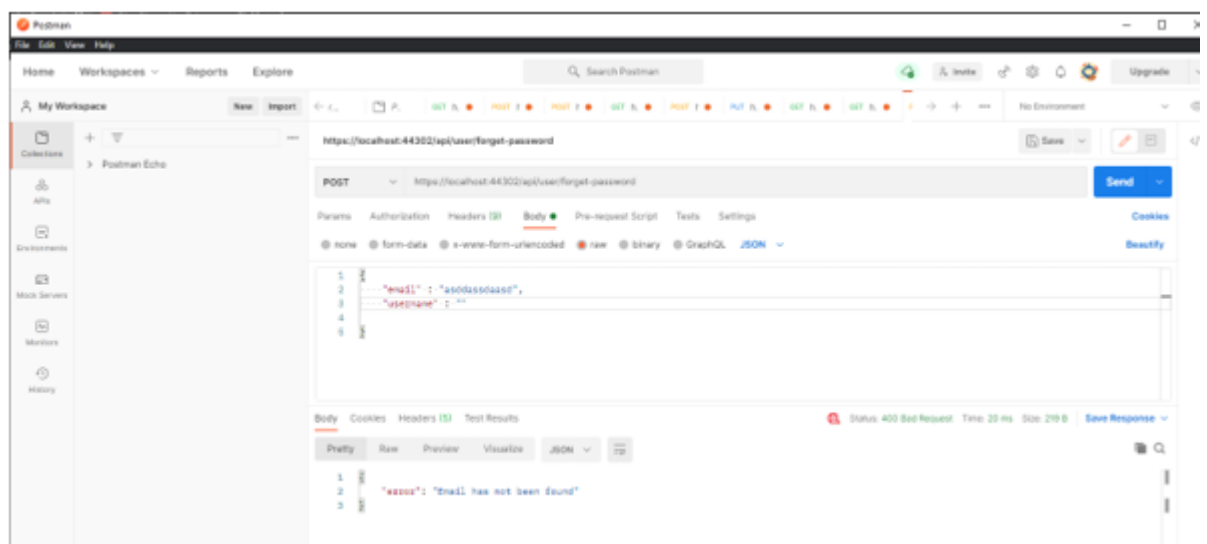 Postman
File Edit View Help
Home Workspaces Reports Explore Search Postman Invite Upgrade
My Workspace New Import No Environment
Collections
Postman Echo
https://localhost:44302/api/user/forget-password Save
APIs
POST https://localhost:44302/api/user/forget-password Send
Params Authorization Headers (9) Body Pre-request Script Tests Settings Cookies
Environments
none form-data x-www-form-urlencoded raw binary GraphQL JSON Beautify
Mock Servers
1 {
2 "email" : "asddassdaasd",
3 "username" : ""
4
5 }
Monitors
History
Body Cookies Headers (5) Test Results Status: 400 Bad Request Time: 20 ms Size: 219 B Save Response
Pretty Raw Preview Visualize JSON
1 {
2 "error": "Email has not been found"
3 }